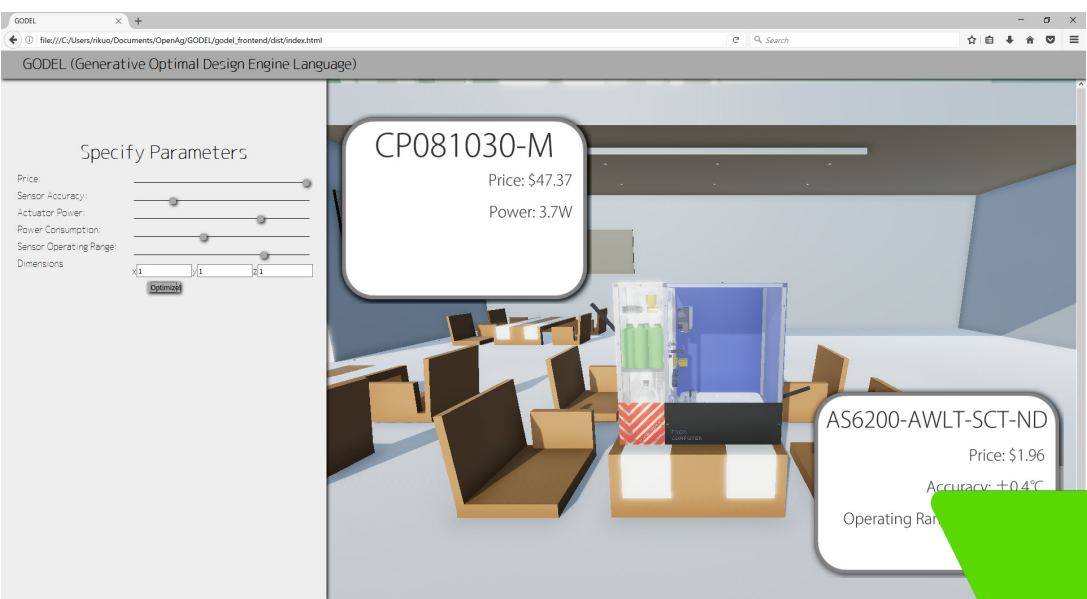 GODEL
file:///C:/Users/rikuo/Documents/OpenAg/GODEL/godel_frontend/dist/index.html
Search
GODEL (Generative Optimal Design Engine Language)
Specify Parameters
Price:
Sensor Accuracy:
Actuator Power:
Power Consumption:
Sensor Operating Range:
Dimensions
x 1 y 1 z 1
Optimize!
CP081030-M
Price: $47.37
Power: 3.7W
FOOD
COMPUTER
AS6200-AWLT-SCT-ND
Price: $1.96
Accuracy: ±0.4℃
Operating